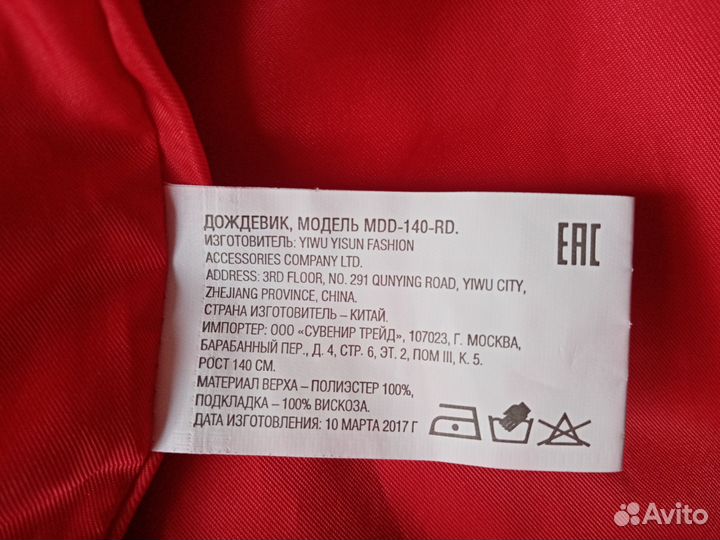 ДОЖДЕВИК, МОДЕЛЬ MDD-140-RD.
ИЗГОТОВИТЕЛЬ: YIWU YISUN FASHION
ACCESSORIES COMPANY LTD.
ADDRESS: 3RD FLOOR, NO. 291 QUNYING ROAD, YIWU CITY,
ZHEJIANG PROVINCE, CHINA.
СТРАНА ИЗГОТОВИТЕЛЬ – КИТАЙ.
ИМПОРТЕР: ООО «СУВЕНИР ТРЕЙД», 107023, Г. МОСКВА,
БАРАБАННЫЙ ПЕР., Д. 4, СТР. 6, ЭТ. 2, ПОМ III, К. 5.
РОСТ 140 СМ.
МАТЕРИАЛ ВЕРХА – ПОЛИЭСТЕР 100%,
ПОДКЛАДКА – 100% ВИСКОЗА.
ДАТА ИЗГОТОВЛЕНИЯ: 10 МАРТА 2017 Г
EAC
Avito